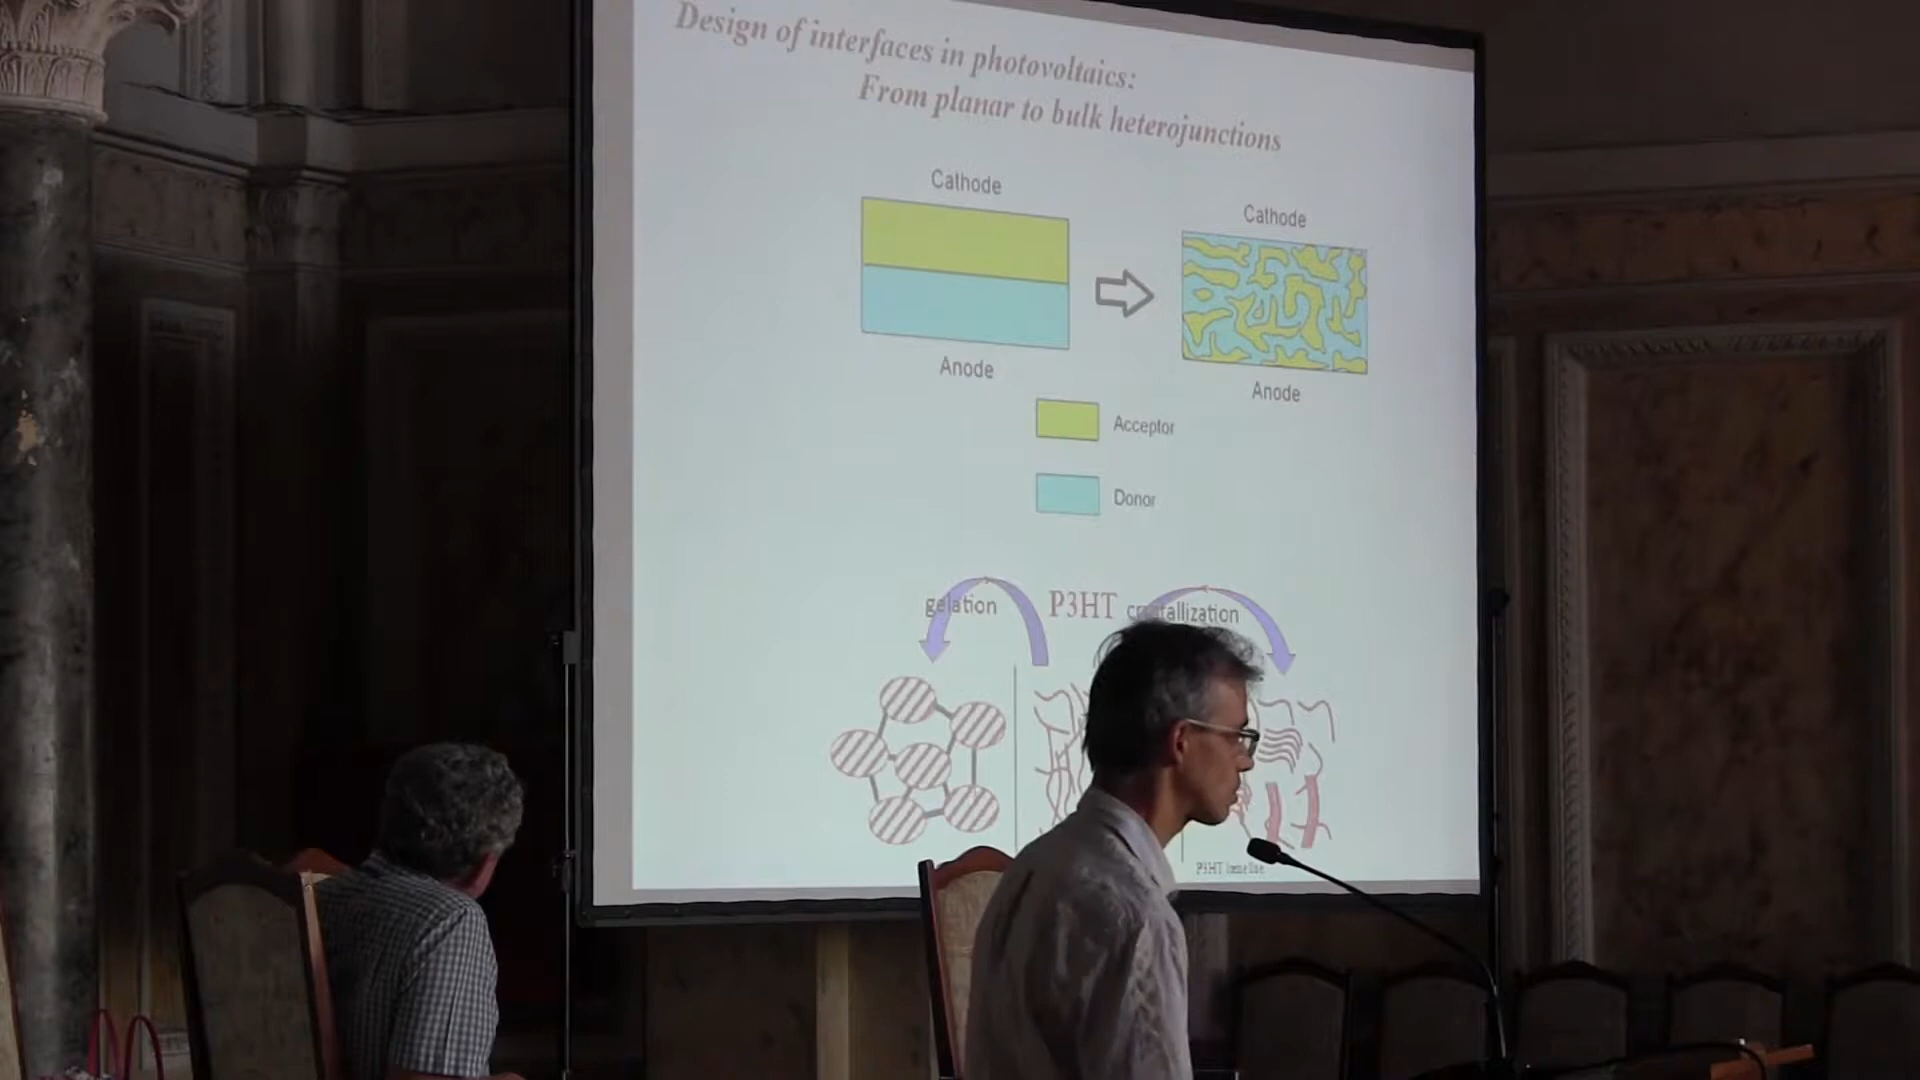 Design of interfaces in photovoltaics:
From planar to bulk heterojunctions
Cathode
Cathode
Anode
Anode
Acceptor
Donor
gelation
P3HT
crystallization
P3HT